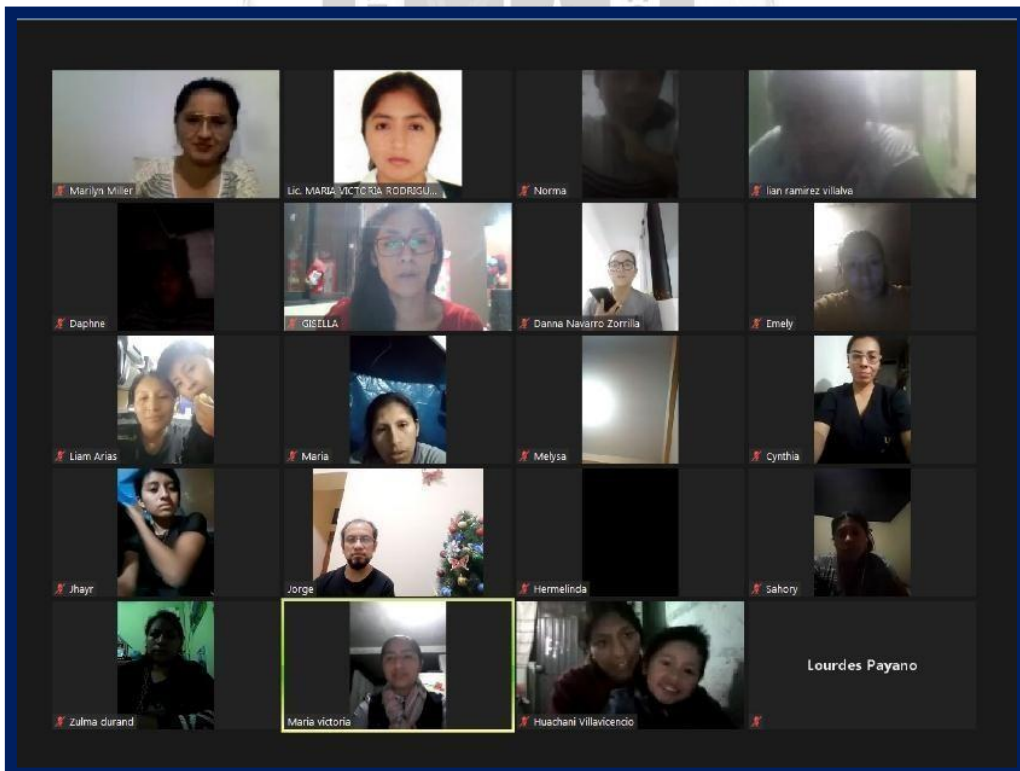 Marilyn Miller
Lic. MARIA VICTORIA RODRIGU...
Norma
lian ramirez villalva
Daphne
GISELLA
Danna Navarro Zorrilla
Emely
Liam Arias
Maria
Melysa
Cynthia
Jhayr
Jorge
Hermelinda
Sahory
Zulma durand
Maria victoria
Huachani Villavicencio
Lourdes Payano